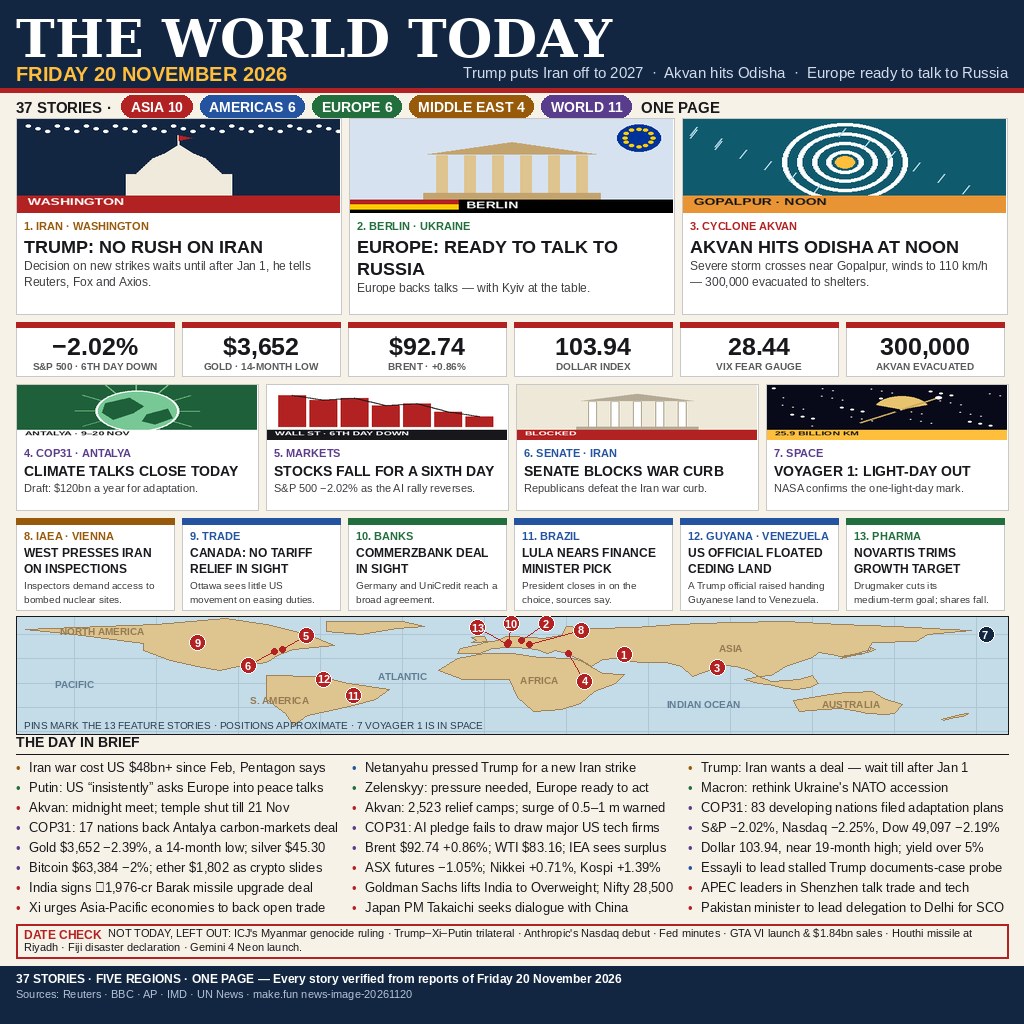 THE WORLD TODAY
FRIDAY 20 NOVEMBER 2026
Trump puts Iran off to 2027 · Akvan hits Odisha · Europe ready to talk to Russia
37 STORIES · ASIA 10 AMERICAS 6 EUROPE 6 MIDDLE EAST 4 WORLD 11 ONE PAGE
WASHINGTON
1. IRAN · WASHINGTON
TRUMP: NO RUSH ON IRAN
Decision on new strikes waits until after Jan 1, he tells
Reuters, Fox and Axios.
BERLIN
2. BERLIN · UKRAINE
EUROPE: READY TO TALK TO
RUSSIA
Europe backs talks — with Kyiv at the table.
GOPALPUR · NOON
3. CYCLONE AKVAN
AKVAN HITS ODISHA AT NOON
Severe storm crosses near Gopalpur, winds to 110 km/h
— 300,000 evacuated to shelters.
−2.02%
S&P 500 · 6TH DAY DOWN
$3,652
GOLD · 14-MONTH LOW
$92.74
BRENT · +0.86%
103.94
DOLLAR INDEX
28.44
VIX FEAR GAUGE
300,000
AKVAN EVACUATED
ANTALYA · 9–20 NOV
4. COP31 · ANTALYA
CLIMATE TALKS CLOSE TODAY
Draft: $120bn a year for adaptation.
WALL ST · 6TH DAY DOWN
5. MARKETS
STOCKS FALL FOR A SIXTH DAY
S&P 500 −2.02% as the AI rally reverses.
BLOCKED
6. SENATE · IRAN
SENATE BLOCKS WAR CURB
Republicans defeat the Iran war curb.
25.9 BILLION KM
7. SPACE
VOYAGER 1: LIGHT-DAY OUT
NASA confirms the one-light-day mark.
8. IAEA · VIENNA
WEST PRESSES IRAN
ON INSPECTIONS
Inspectors demand access to
bombed nuclear sites.
9. TRADE
CANADA: NO TARIFF
RELIEF IN SIGHT
Ottawa sees little US
movement on easing duties.
10. BANKS
COMMERZBANK DEAL
IN SIGHT
Germany and UniCredit reach a
broad agreement.
11. BRAZIL
LULA NEARS FINANCE
MINISTER PICK
President closes in on the
choice, sources say.
12. GUYANA · VENEZUELA
US OFFICIAL FLOATED
CEDING LAND
A Trump official raised handing
Guyanese land to Venezuela.
13. PHARMA
NOVARTIS TRIMS
GROWTH TARGET
Drugmaker cuts its
medium-term goal; shares fall.
NORTH AMERICA
PACIFIC
S. AMERICA
ATLANTIC
AFRICA
ASIA
INDIAN OCEAN
AUSTRALIA
9
5
6
12
11
13
10
2
8
1
4
3
7
PINS MARK THE 13 FEATURE STORIES · POSITIONS APPROXIMATE · 7 VOYAGER 1 IS IN SPACE
THE DAY IN BRIEF
• Iran war cost US $48bn+ since Feb, Pentagon says
• Netanyahu pressed Trump for a new Iran strike
• Trump: Iran wants a deal — wait till after Jan 1
• Putin: US “insistently” asks Europe into peace talks
• Zelenskyy: pressure needed, Europe ready to act
• Macron: rethink Ukraine's NATO accession
• Akvan: midnight meet; temple shut till 21 Nov
• Akvan: 2,523 relief camps; surge of 0.5–1 m warned
• COP31: 83 developing nations filed adaptation plans
• COP31: 17 nations back Antalya carbon-markets deal
• COP31: AI pledge fails to draw major US tech firms
• S&P −2.02%, Nasdaq −2.25%, Dow 49,097 −2.19%
• Gold $3,652 −2.39%, a 14-month low; silver $45.30
• Brent $92.74 +0.86%; WTI $83.16; IEA sees surplus
• Dollar 103.94, near 19-month high; yield over 5%
• Bitcoin $63,384 −2%; ether $1,802 as crypto slides
• ASX futures −1.05%; Nikkei +0.71%, Kospi +1.39%
• Essayli to lead stalled Trump documents-case probe
• India signs □1,976-cr Barak missile upgrade deal
• Goldman Sachs lifts India to Overweight; Nifty 28,500
• APEC leaders in Shenzhen talk trade and tech
• Xi urges Asia-Pacific economies to back open trade
• Japan PM Takaichi seeks dialogue with China
• Pakistan minister to lead delegation to Delhi for SCO
DATE CHECK NOT TODAY, LEFT OUT: ICJ's Myanmar genocide ruling · Trump–Xi–Putin trilateral · Anthropic's Nasdaq debut · Fed minutes · GTA VI launch & $1.84bn sales · Houthi missile at
Riyadh · Fiji disaster declaration · Gemini 4 Neon launch.
37 STORIES · FIVE REGIONS · ONE PAGE — Every story verified from reports of Friday 20 November 2026
Sources: Reuters · BBC · AP · IMD · UN News · make.fun news-image-20261120